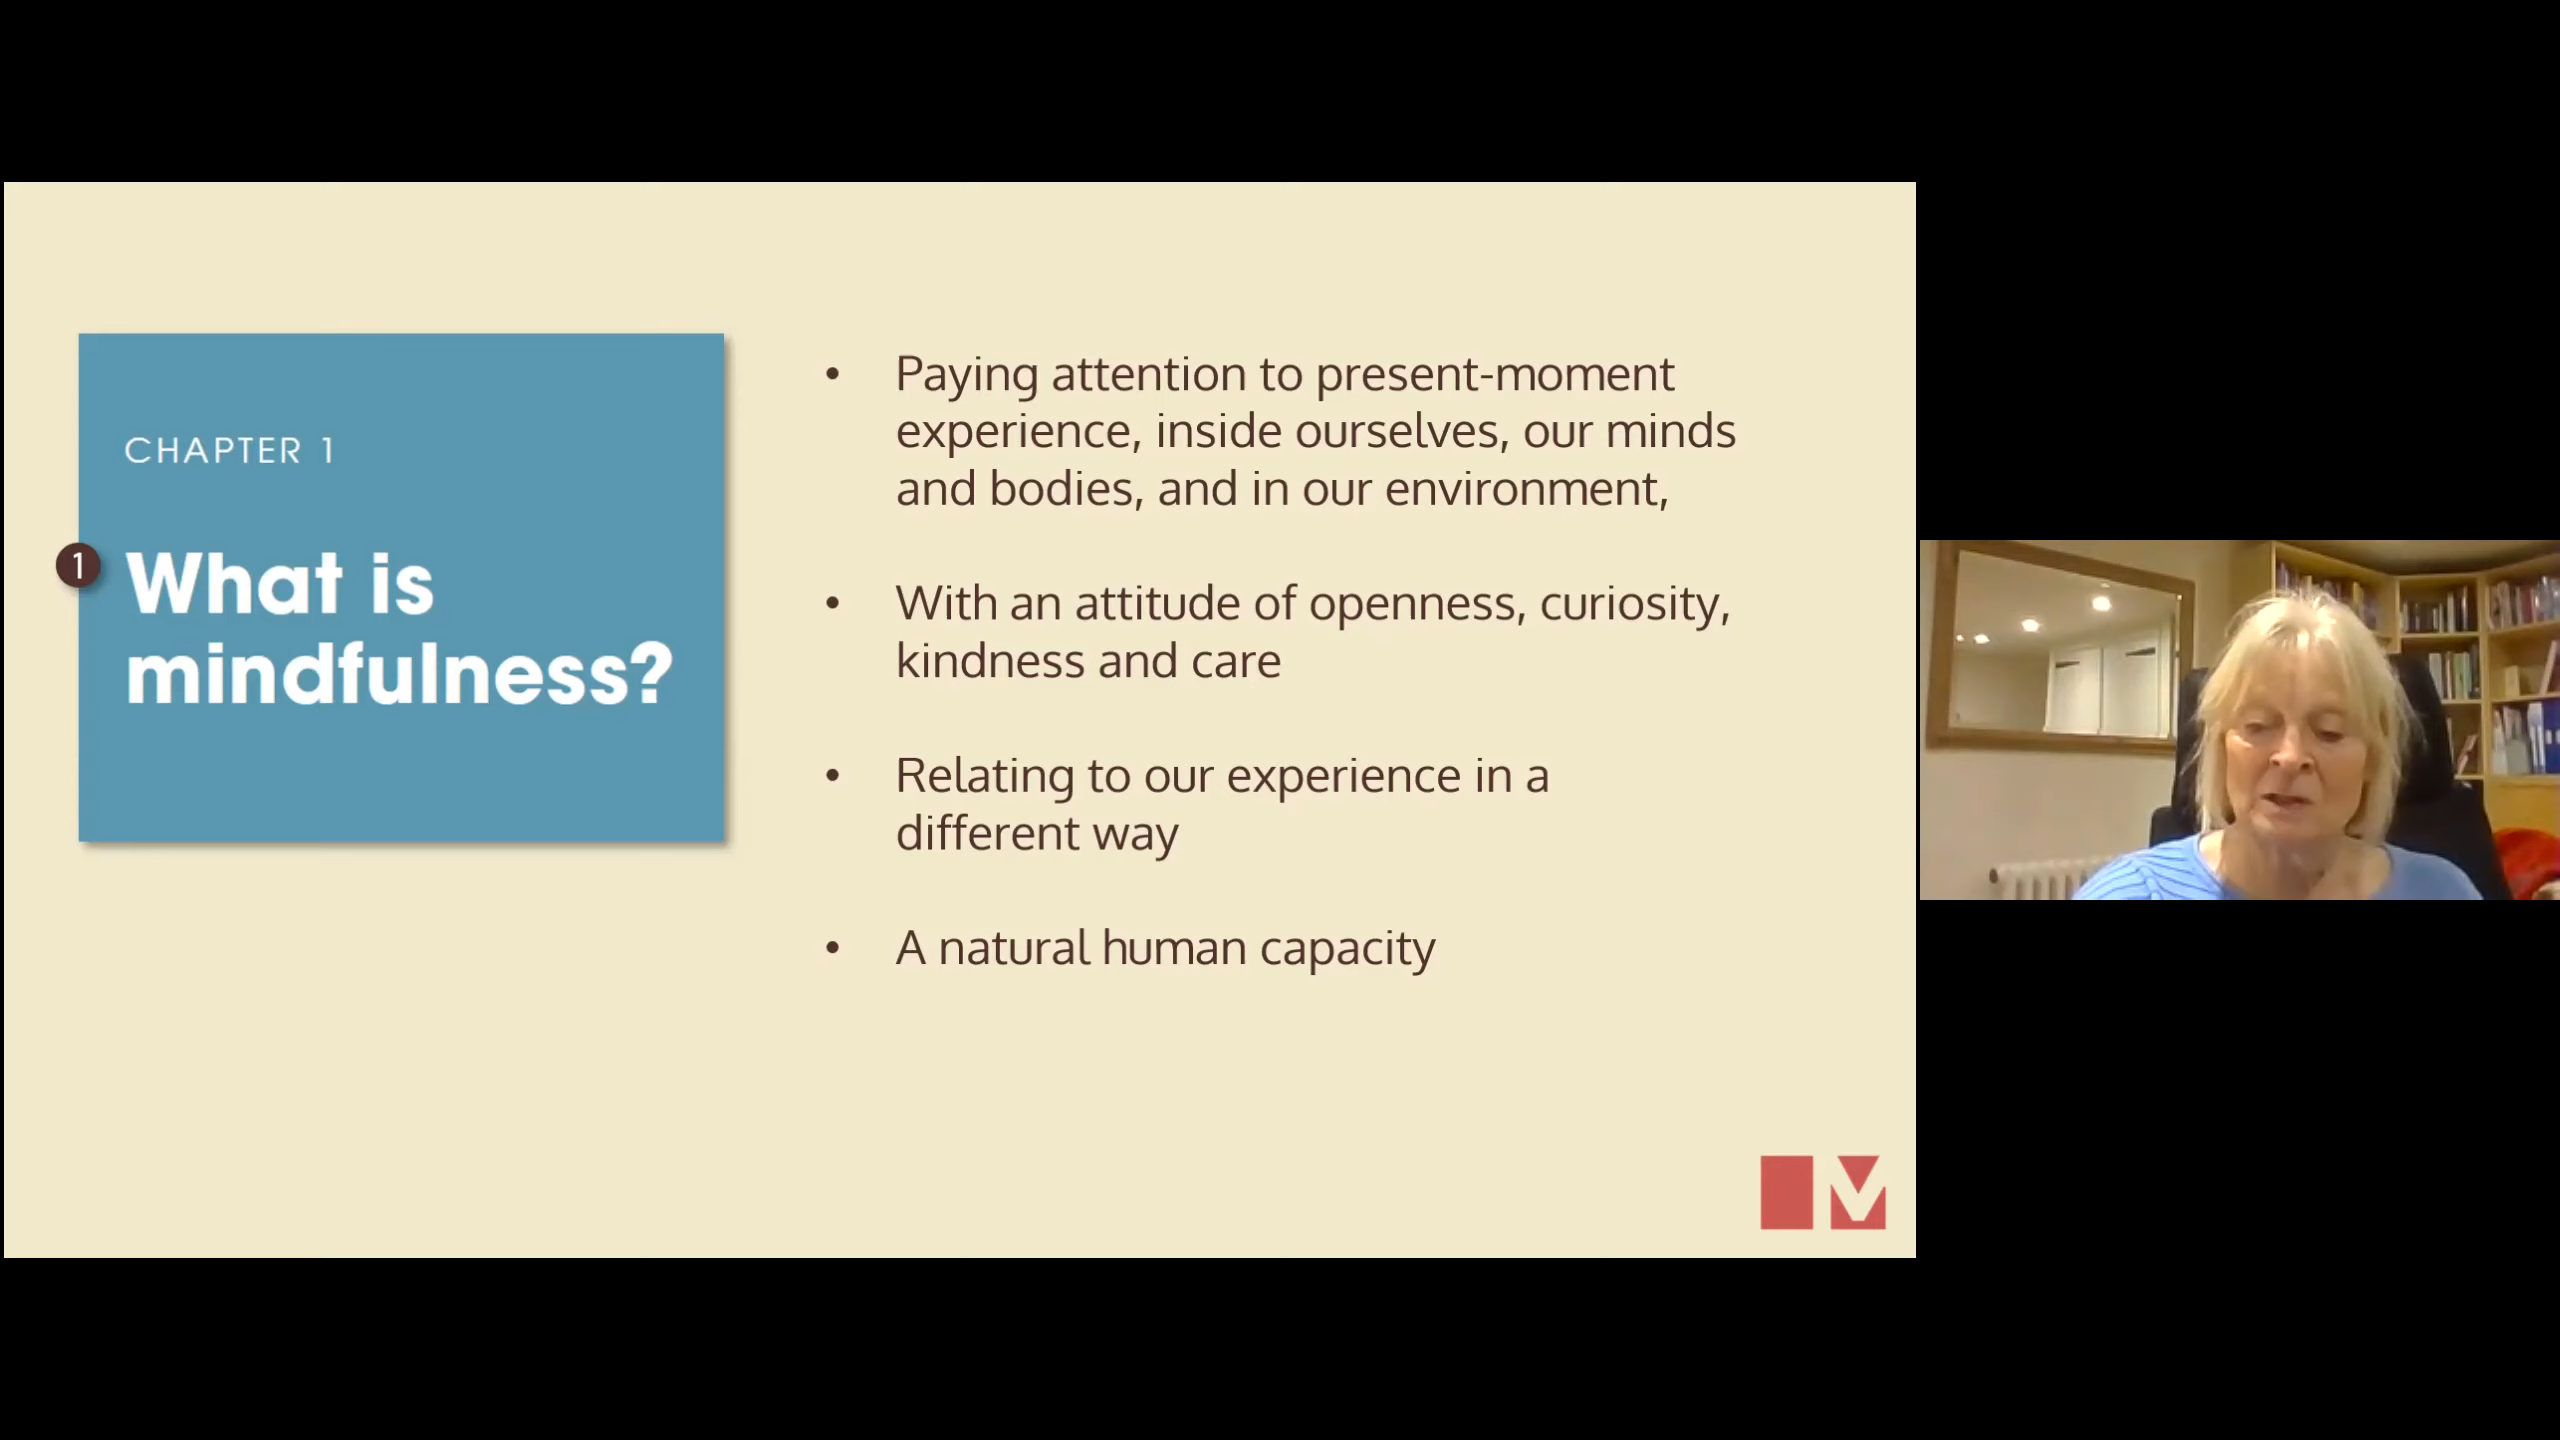 CHAPTER 1
1
What is
mindfulness?
• Paying attention to present-moment
experience, inside ourselves, our minds
and bodies, and in our environment,
• With an attitude of openness, curiosity,
kindness and care
• Relating to our experience in a
different way
• A natural human capacity